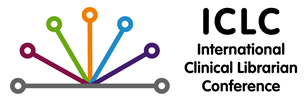 ICLC
International
Clinical Librarian
Conference